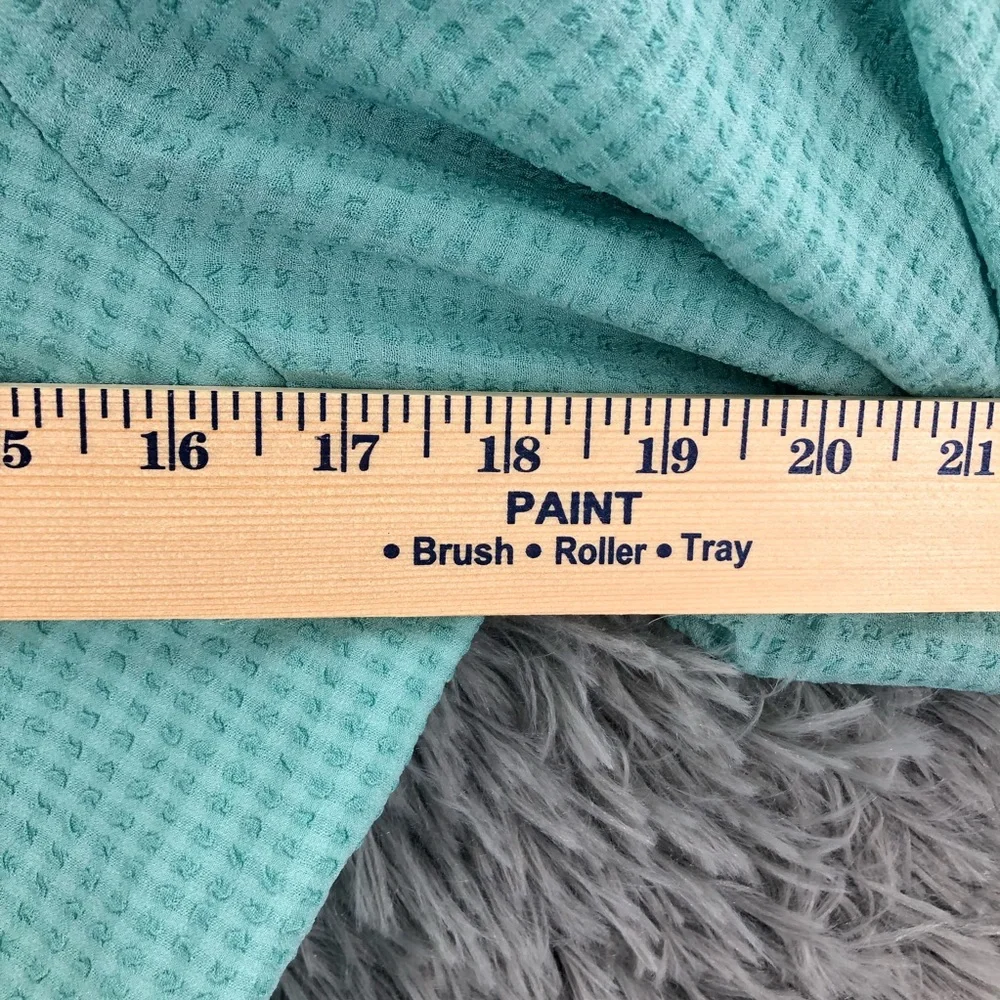 5 16 17 18 19 20 21
PAINT
• Brush • Roller • Tray